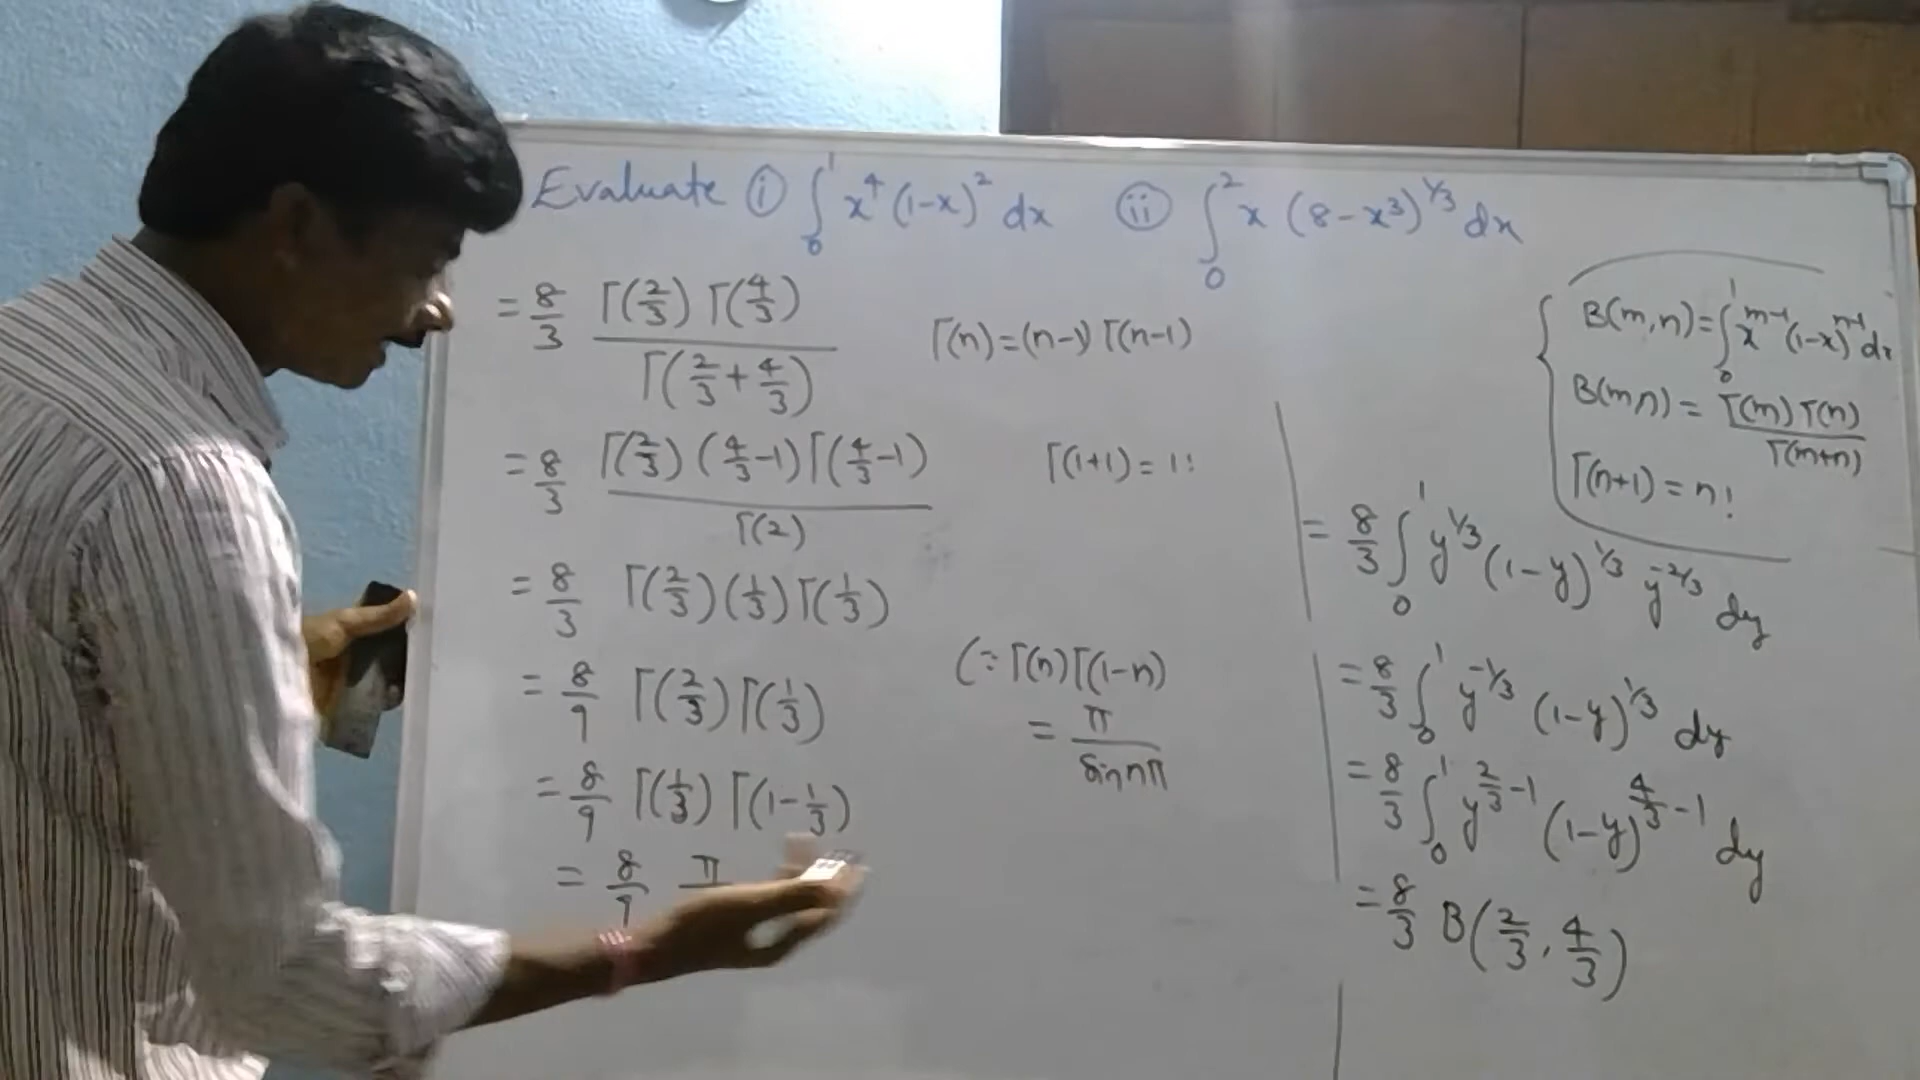 Evaluate (i) ∫₀¹ x⁴ (1-x)² dx (ii) ∫₀² x (8-x³)^(1/3) dx
= 8/3 Γ(2/3) Γ(4/3) / Γ(2/3 + 4/3)
Γ(n) = (n-1) Γ(n-1)
= 8/3 Γ(2/3) (4/3 -1) Γ(4/3 -1) / Γ(2)
Γ(1+1) = 1!
= 8/3 Γ(2/3) (1/3) Γ(1/3)
= 8/9 Γ(2/3) Γ(1/3)
(∵ Γ(n) Γ(1-n)
= π / sin nπ
= 8/9 Γ(1/3) Γ(1 - 1/3)
= 8/9 π
B(m,n) = ∫₀¹ x^(m-1) (1-x)^(n-1) dx
B(m,n) = Γ(m) Γ(n) / Γ(m+n)
Γ(n+1) = n!
= 8/3 ∫₀¹ y^(1/3) (1-y)^(1/3) y^(-2/3) dy
= 8/3 ∫₀¹ y^(-1/3) (1-y)^(1/3) dy
= 8/3 ∫₀¹ y^(2/3 -1) (1-y)^(4/3 -1) dy
= 8/3 B(2/3, 4/3)